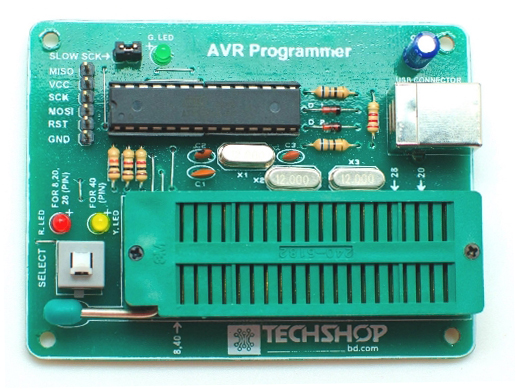 G. LED
SLOW SCK→
AVR Programmer
MISO
VCC
SCK
MOSI
RST
GND
USB CONNECTOR
C2
C3
C1
X1
X2
12.000
X3
12.000
28
20
FOR 8,20,
28 (PIN)
FOR 40
(PIN)
R. LED
Y. LED
SELECT
3M
8,40
TECHSHOP
bd.com